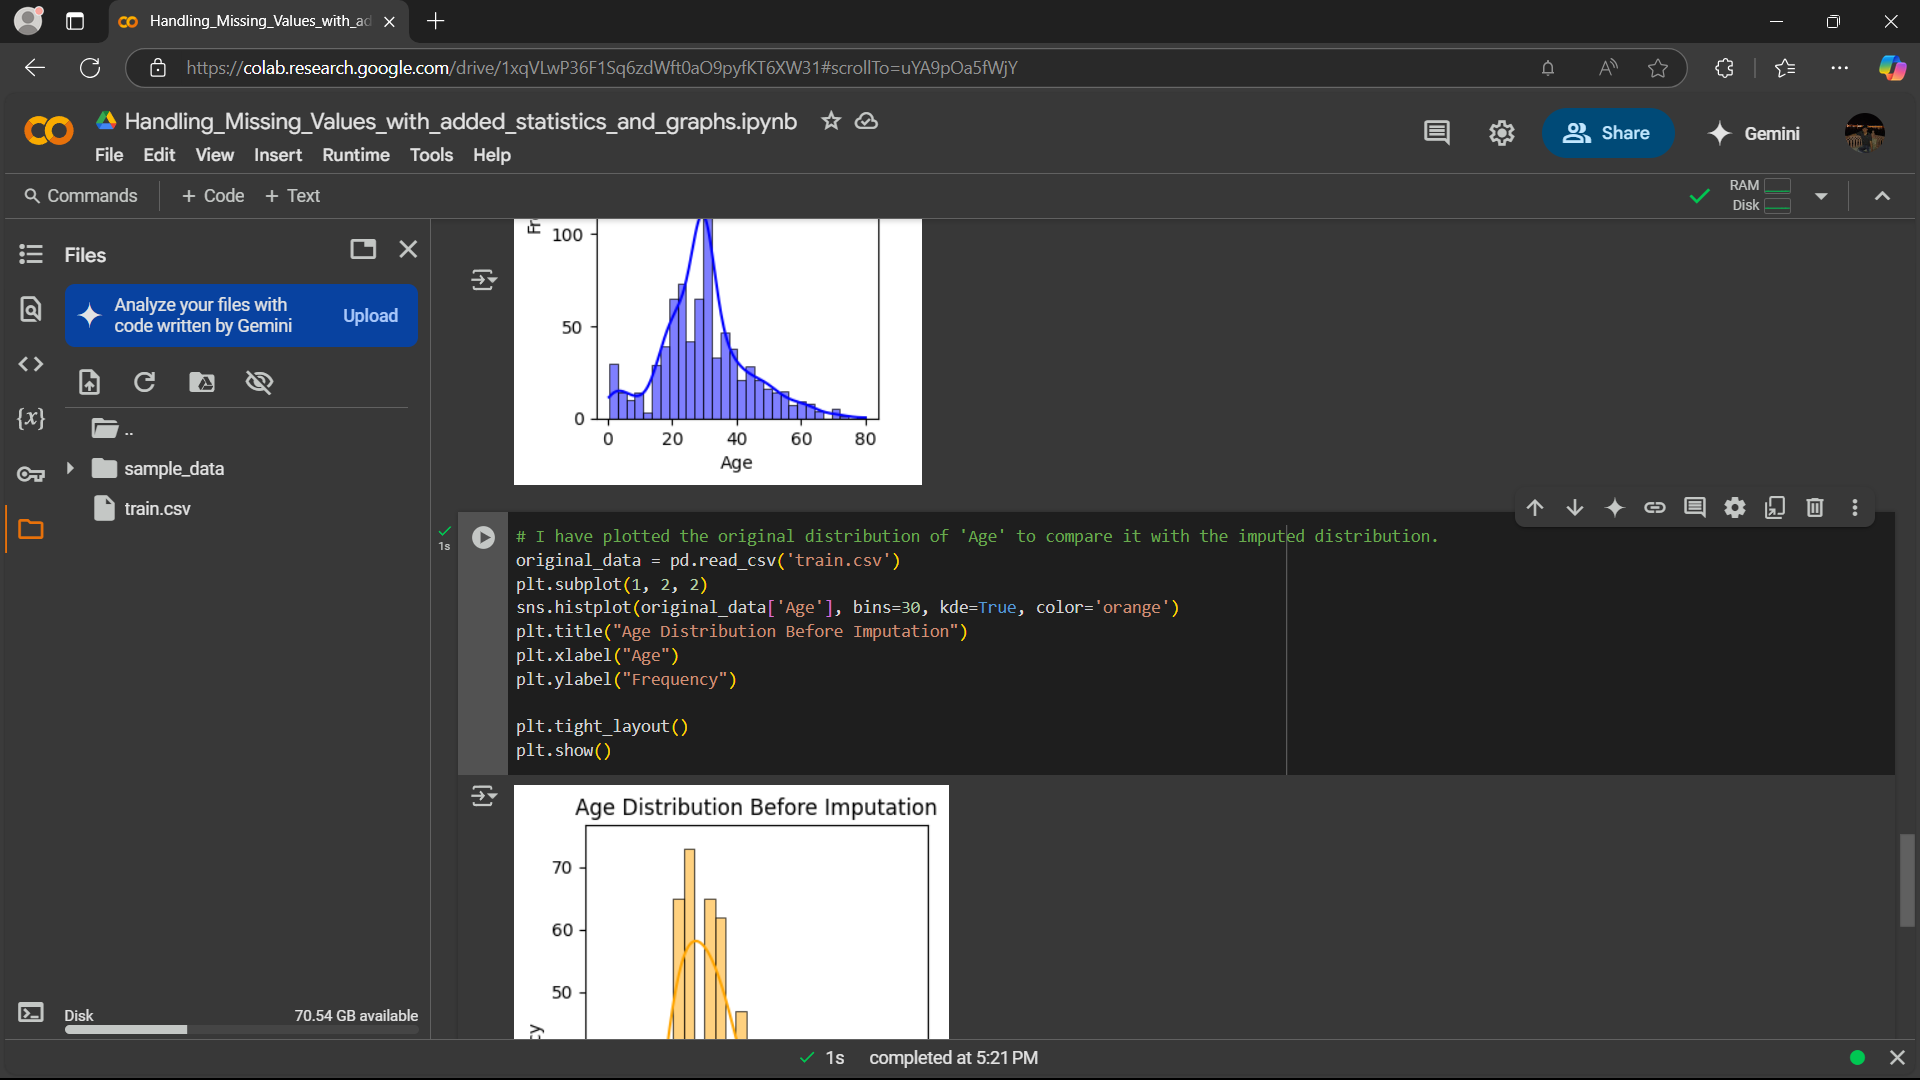 Handling_Missing_Values_with_ad
https://colab.research.google.com/drive/1xqVLwP36F1Sq6zdWft0aO9pyfKT6XW31#scrollTo=uYA9pOa5fWjY
Handling_Missing_Values_with_added_statistics_and_graphs.ipynb
File Edit View Insert Runtime Tools Help
Share
Gemini
Commands
+ Code
+ Text
RAM
Disk
Files
Analyze your files with
code written by Gemini
Upload
..
sample_data
train.csv
Disk
70.54 GB available
Fr
100
50
0
0 20 40 60 80
Age
1s
# I have plotted the original distribution of 'Age' to compare it with the imputed distribution.
original_data = pd.read_csv('train.csv')
plt.subplot(1, 2, 2)
sns.histplot(original_data['Age'], bins=30, kde=True, color='orange')
plt.title("Age Distribution Before Imputation")
plt.xlabel("Age")
plt.ylabel("Frequency")
plt.tight_layout()
plt.show()
Age Distribution Before Imputation
70
60
50
cy
1s completed at 5:21 PM